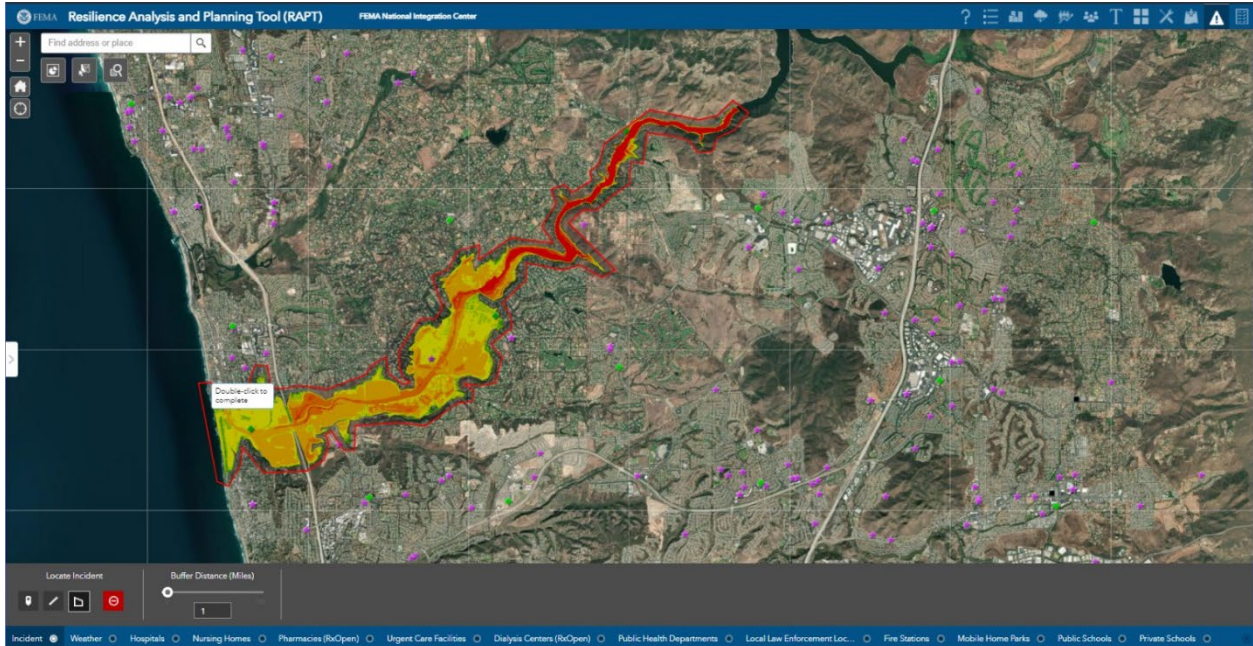 FEMA Resilience Analysis and Planning Tool (RAPT) FEMA National Integration Center
Find address or place
Double-click to
complete
Locate Incident Buffer Distance (Miles)
1
Incident Weather Hospitals Nursing Homes Pharmacies (RxOpen) Urgent Care Facilities Dialysis Centers (RxOpen) Public Health Departments Local Law Enforcement Loc... Fire Stations Mobile Home Parks Public Schools Private Schools